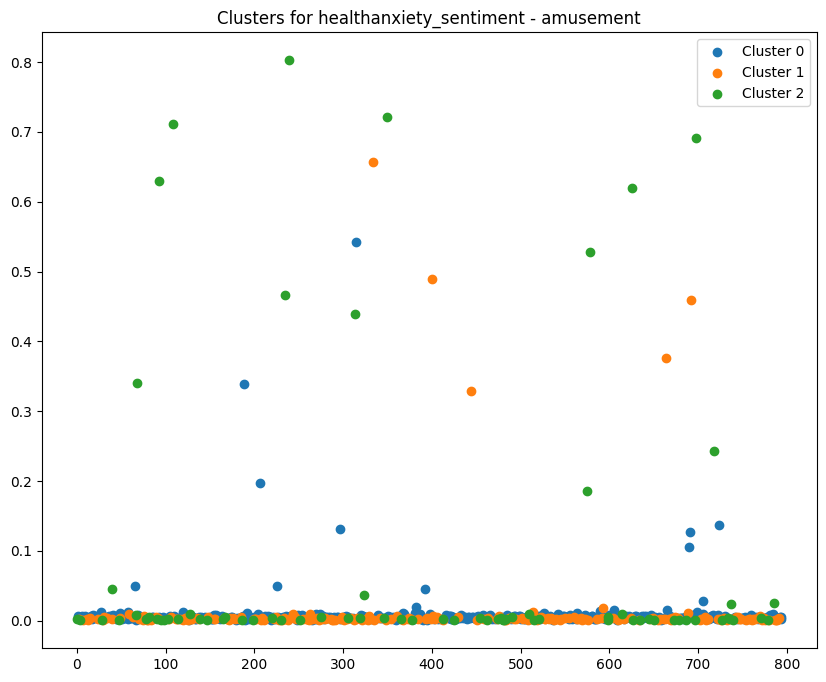 Clusters for healthanxiety_sentiment - amusement
Cluster 0
Cluster 1
Cluster 2
0.8
0.7
0.6
0.5
0.4
0.3
0.2
0.1
0.0
0 100 200 300 400 500 600 700 800